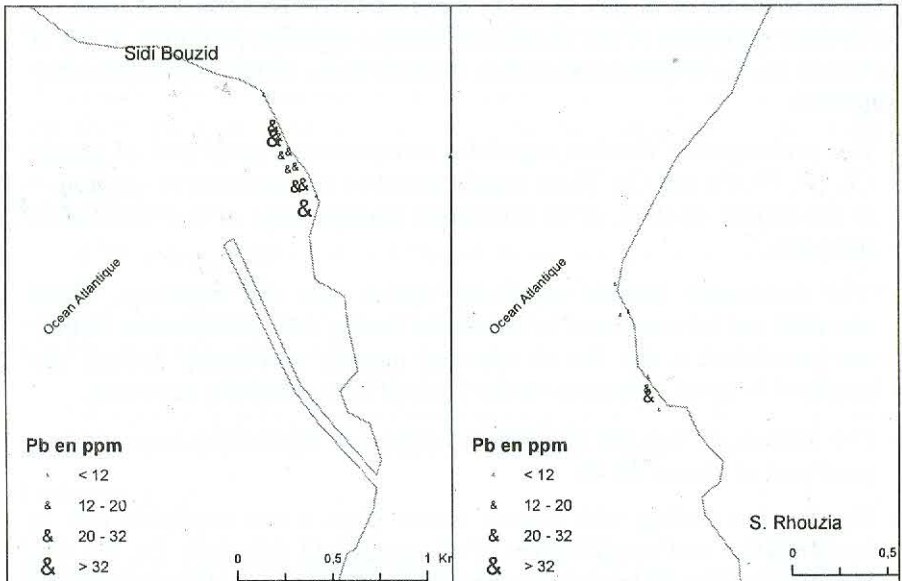 Sidi Bouzid
Ocean Atlantique
Pb en ppm
< 12
& 12 - 20
& 20 - 32
& > 32
0 0,5 1 Kr
Ocean Atlantique
S. Rhouzia
Pb en ppm
< 12
& 12 - 20
& 20 - 32
& > 32
0 0,5